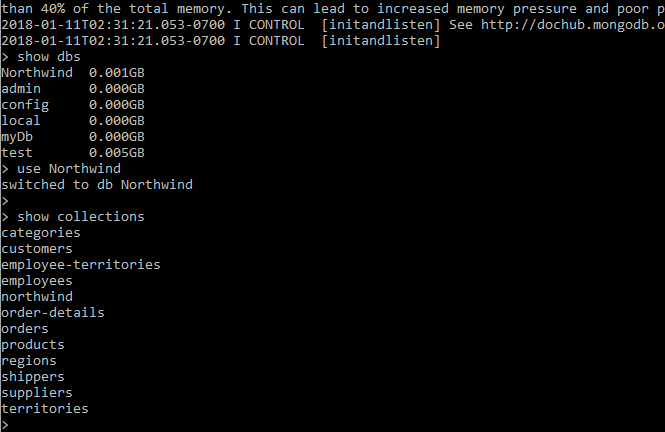 than 40% of the total memory. This can lead to increased memory pressure and poor p
2018-01-11T02:31:21.053-0700 I CONTROL  [initandlisten] See http://dochub.mongodb.o
2018-01-11T02:31:21.053-0700 I CONTROL  [initandlisten]
> show dbs
Northwind  0.001GB
admin      0.000GB
config     0.000GB
local      0.000GB
myDb       0.000GB
test       0.005GB
> use Northwind
switched to db Northwind
>
> show collections
categories
customers
employee-territories
employees
northwind
order-details
orders
products
regions
shippers
suppliers
territories
>